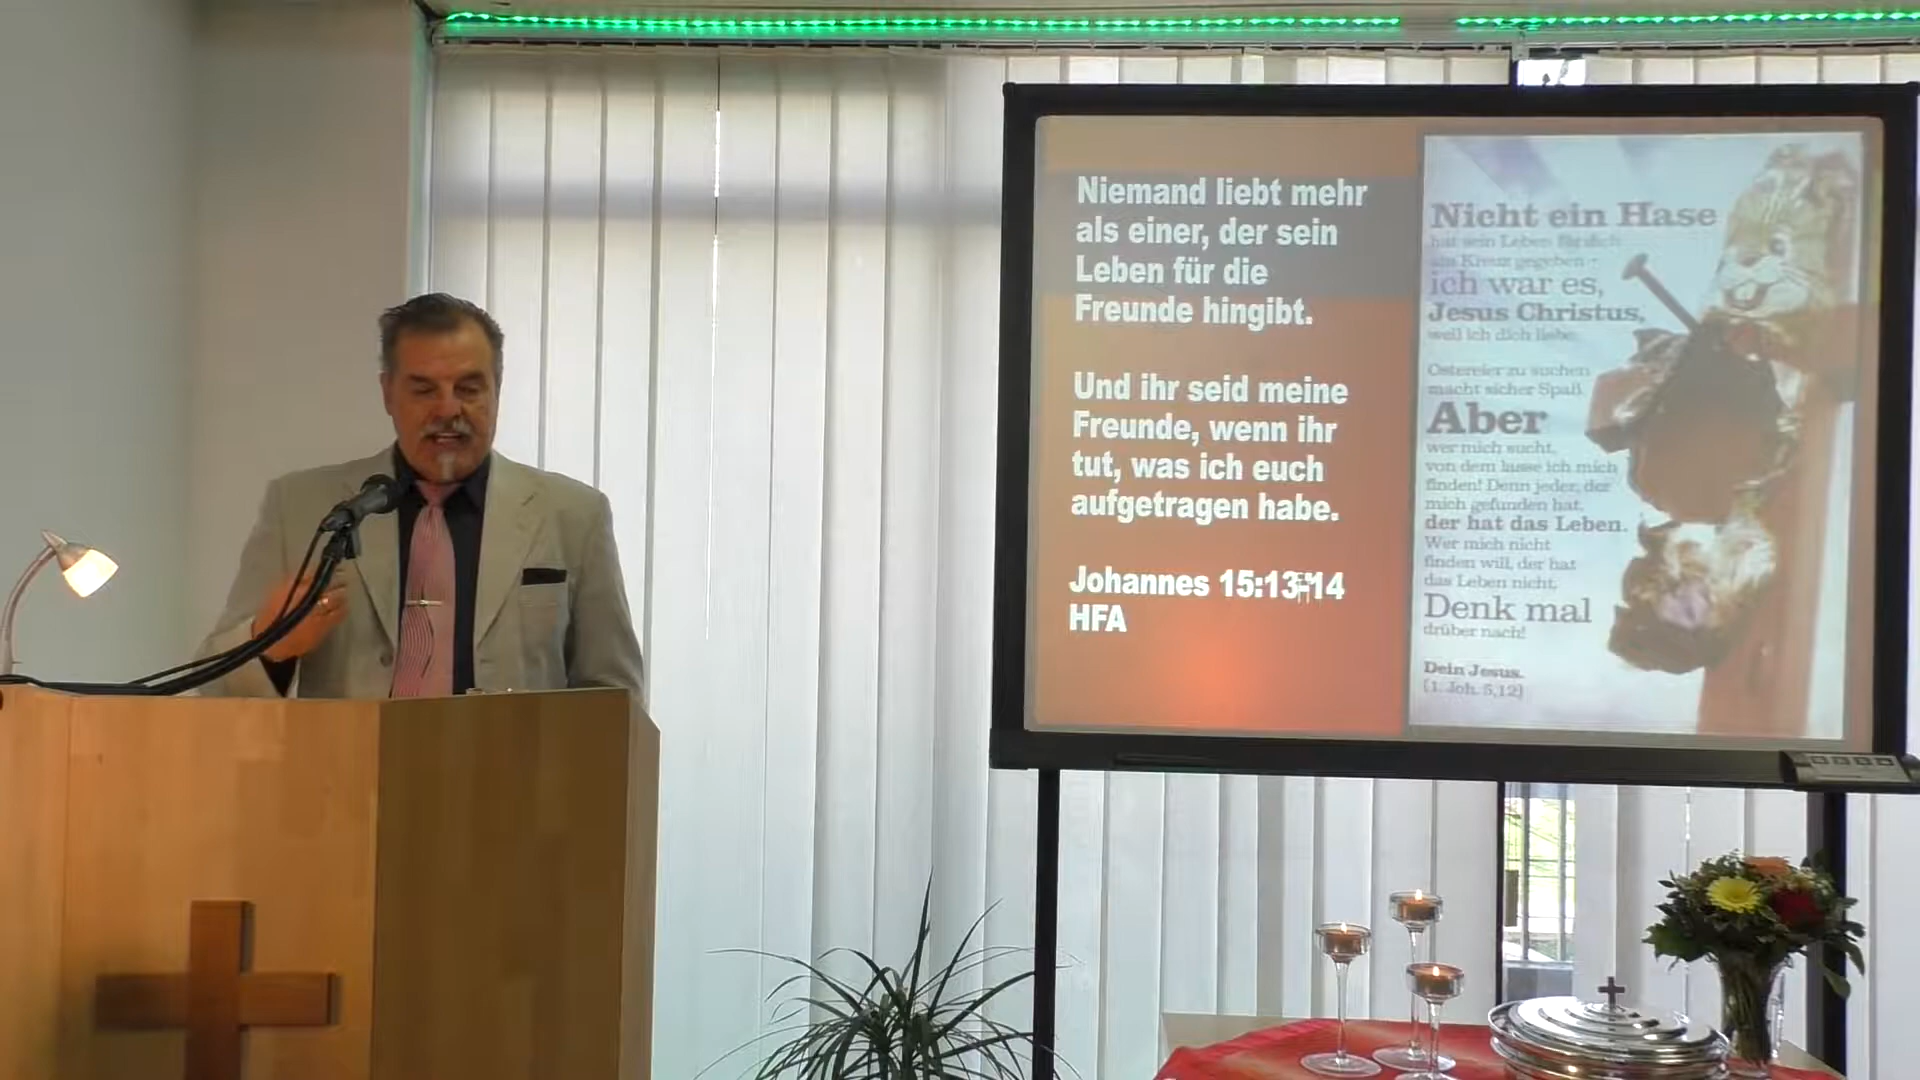 Niemand liebt mehr
als einer, der sein
Leben für die
Freunde hingibt.
Und ihr seid meine
Freunde, wenn ihr
tut, was ich euch
aufgetragen habe.
Johannes 15:13-14
HFA
Nicht ein Hase
hat sein Leben für dich
am Kreuz gegeben -
ich war es,
Jesus Christus,
weil ich dich liebe.
Ostereier zu suchen
macht sicher Spaß.
Aber
wer mich sucht,
von dem lasse ich mich
finden! Denn jeder, der
mich gefunden hat,
der hat das Leben.
Wer mich nicht
finden will, der hat
das Leben nicht.
Denk mal
drüber nach!
Dein Jesus.
(1. Joh. 5,12)